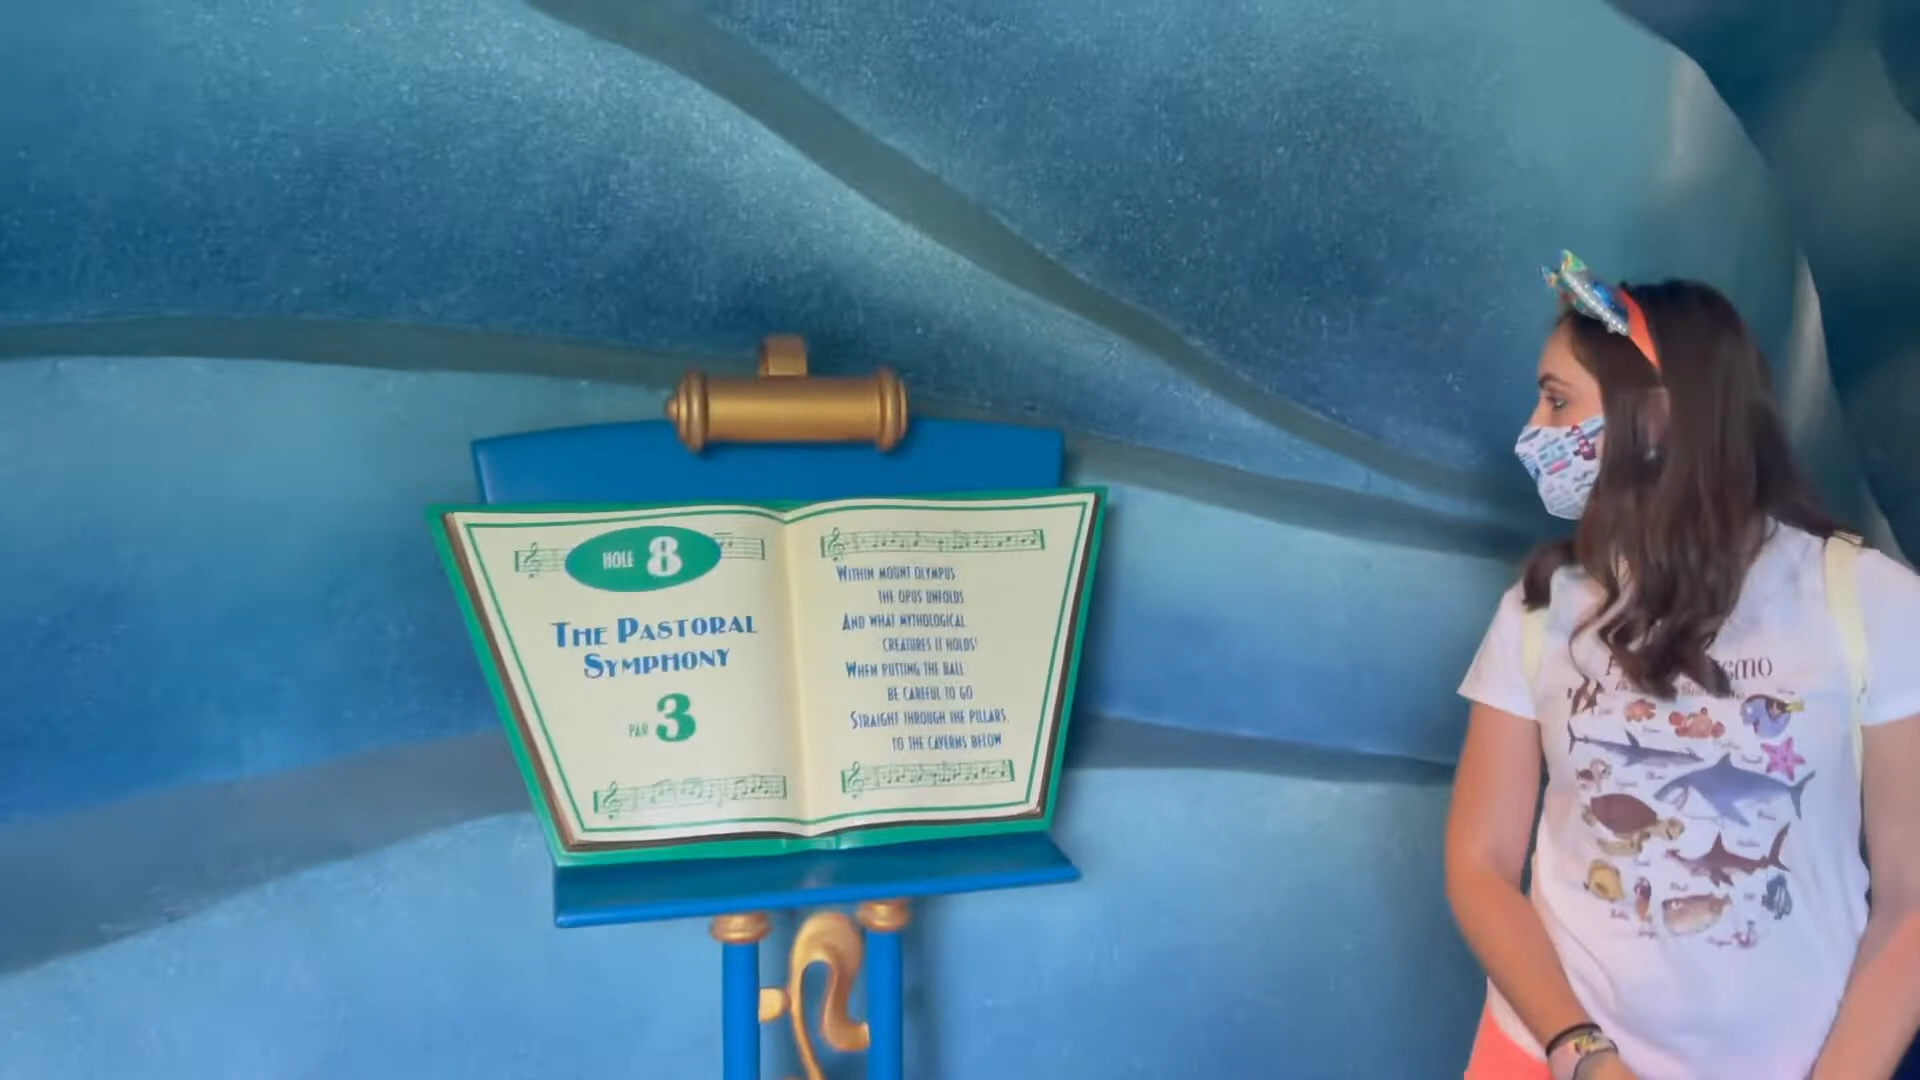 HOLE 8
THE PASTORAL
SYMPHONY
PAR 3
WITHIN MOUNT OLYMPUS
THE OPUS UNFOLDS
AND WHAT MYTHOLOGICAL
CREATURES IT HOLDS!
WHEN PUTTING THE BALL
BE CAREFUL TO GO
STRAIGHT THROUGH THE PILLARS,
TO THE CAVERNS BELOW